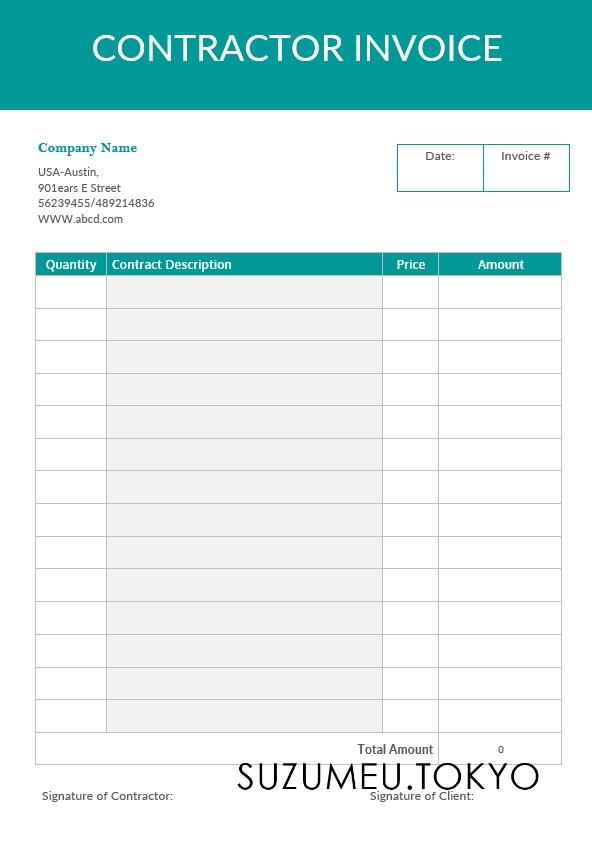 CONTRACTOR INVOICE
Company Name
USA-Austin,
901ears E Street
56239455/489214836
WWW.abcd.com
Date: Invoice #
Quantity Contract Description Price Amount
Total Amount 0
SUZUMEU.TOKYO
Signature of Contractor: Signature of Client: